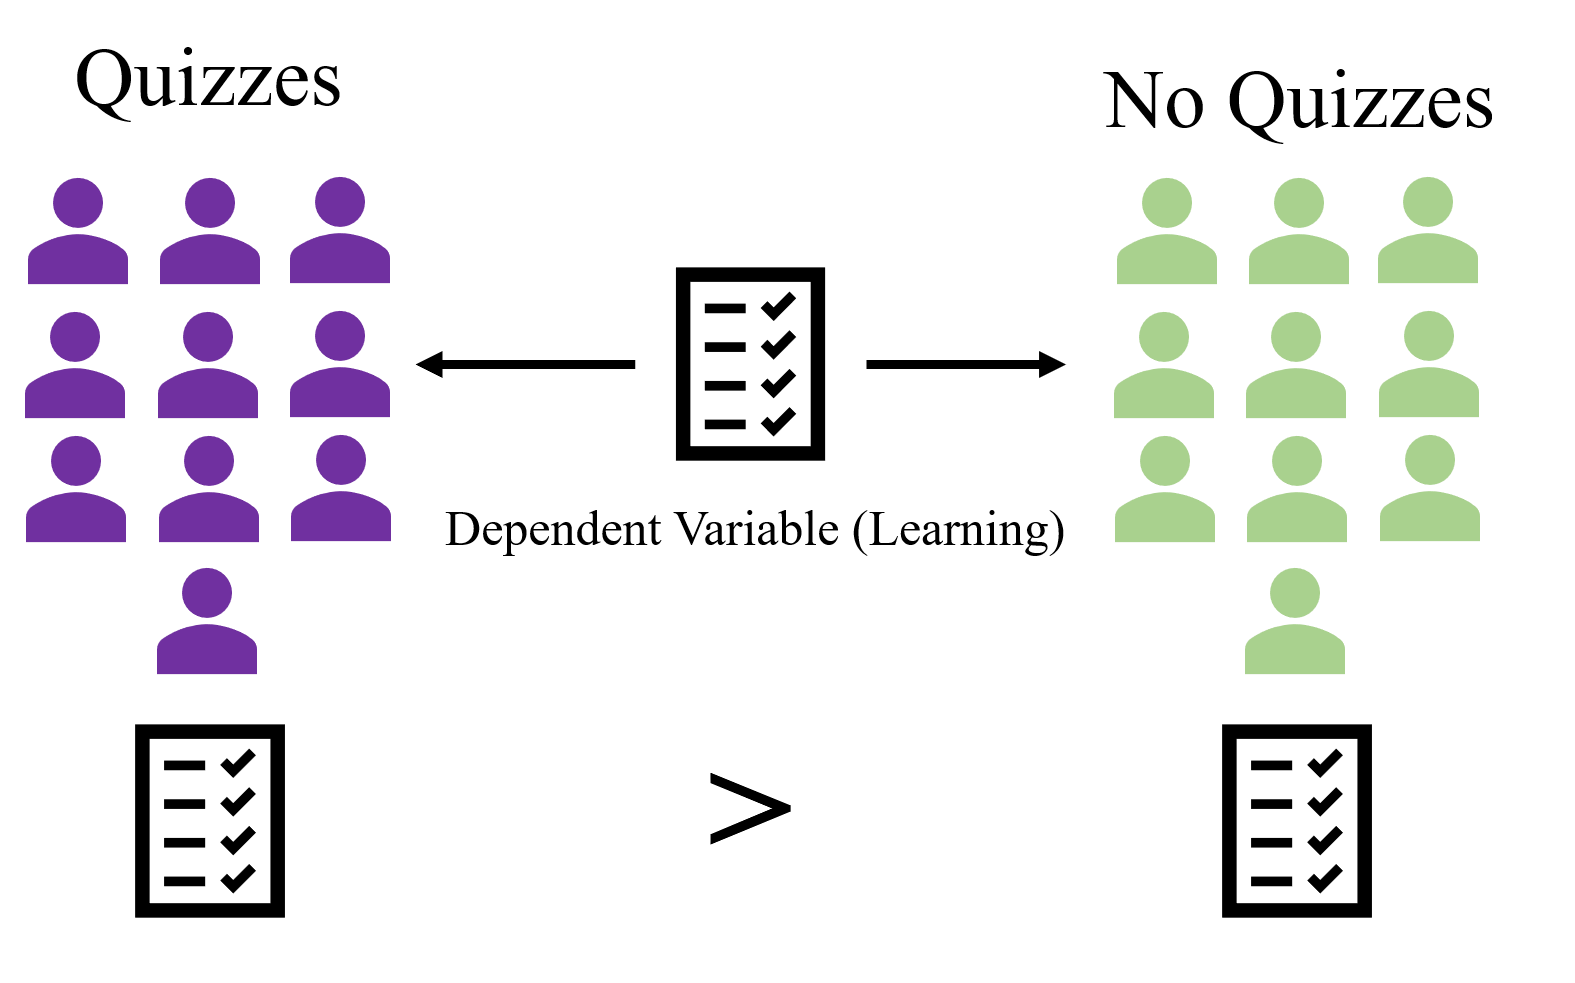 Quizzes
No Quizzes
Dependent Variable (Learning)
>